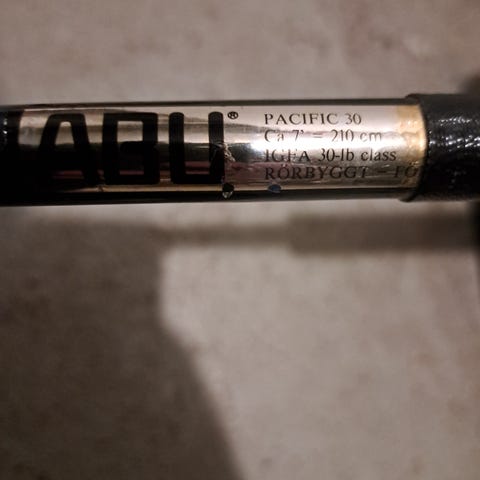 ABU®
PACIFIC 30
Ca 7' = 210 cm
IGFA 30-lb class
RÖRBYGGT -